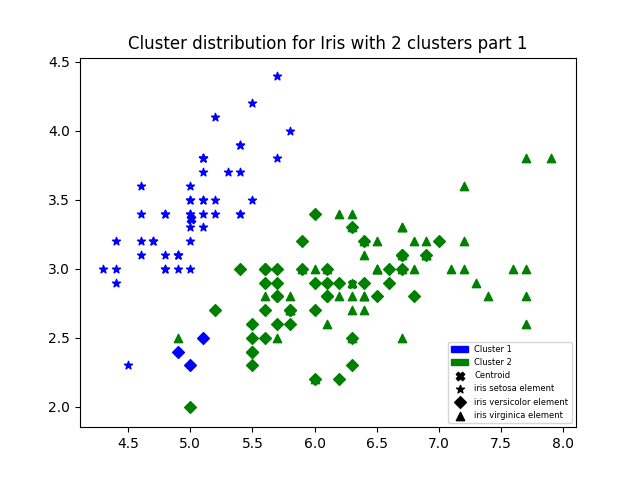 Cluster distribution for Iris with 2 clusters part 1
4.5
4.0
3.5
3.0
2.5
2.0
Cluster 1
Cluster 2
Centroid
iris setosa element
iris versicolor element
iris virginica element
4.5 5.0 5.5 6.0 6.5 7.0 7.5 8.0